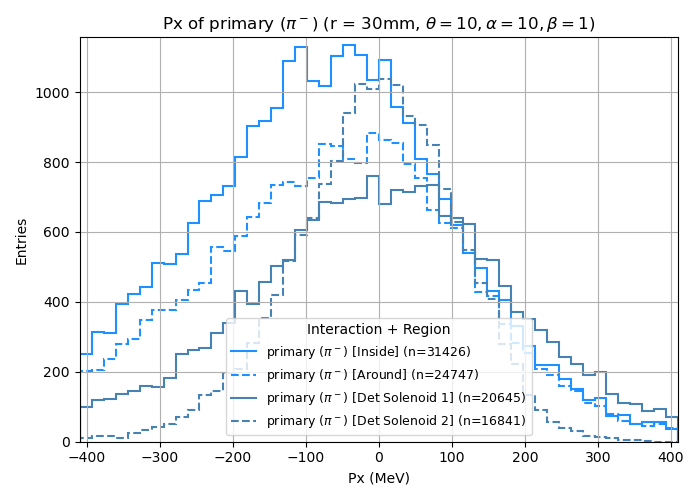 Px of primary (π⁻) (r = 30mm, θ = 10, α = 10, β = 1)
Entries
1000
800
600
400
200
0
Interaction + Region
primary (π⁻) [Inside] (n=31426)
primary (π⁻) [Around] (n=24747)
primary (π⁻) [Det Solenoid 1] (n=20645)
primary (π⁻) [Det Solenoid 2] (n=16841)
−400 −300 −200 −100 0 100 200 300 400
Px (MeV)